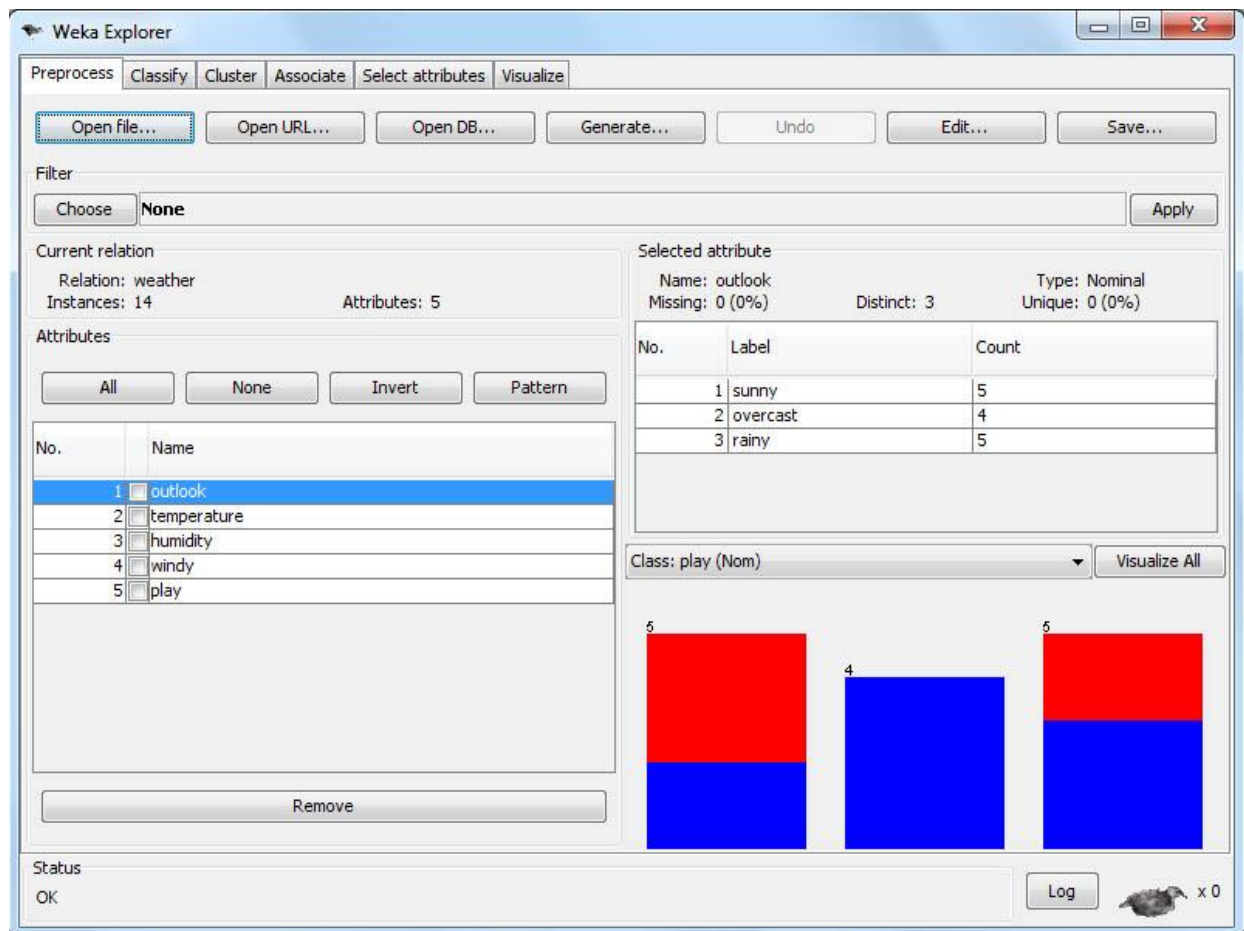 Weka Explorer
Preprocess Classify Cluster Associate Select attributes Visualize
Open file... Open URL... Open DB... Generate... Undo Edit... Save...
Filter
Choose None Apply
Current relation
Relation: weather
Instances: 14 Attributes: 5
Selected attribute
Name: outlook Type: Nominal
Missing: 0 (0%) Distinct: 3 Unique: 0 (0%)
Attributes
All None Invert Pattern
No. Name
1 outlook
2 temperature
3 humidity
4 windy
5 play
Remove
No. Label Count
1 sunny 5
2 overcast 4
3 rainy 5
Class: play (Nom) Visualize All
5 4 5
Status
OK
Log x 0